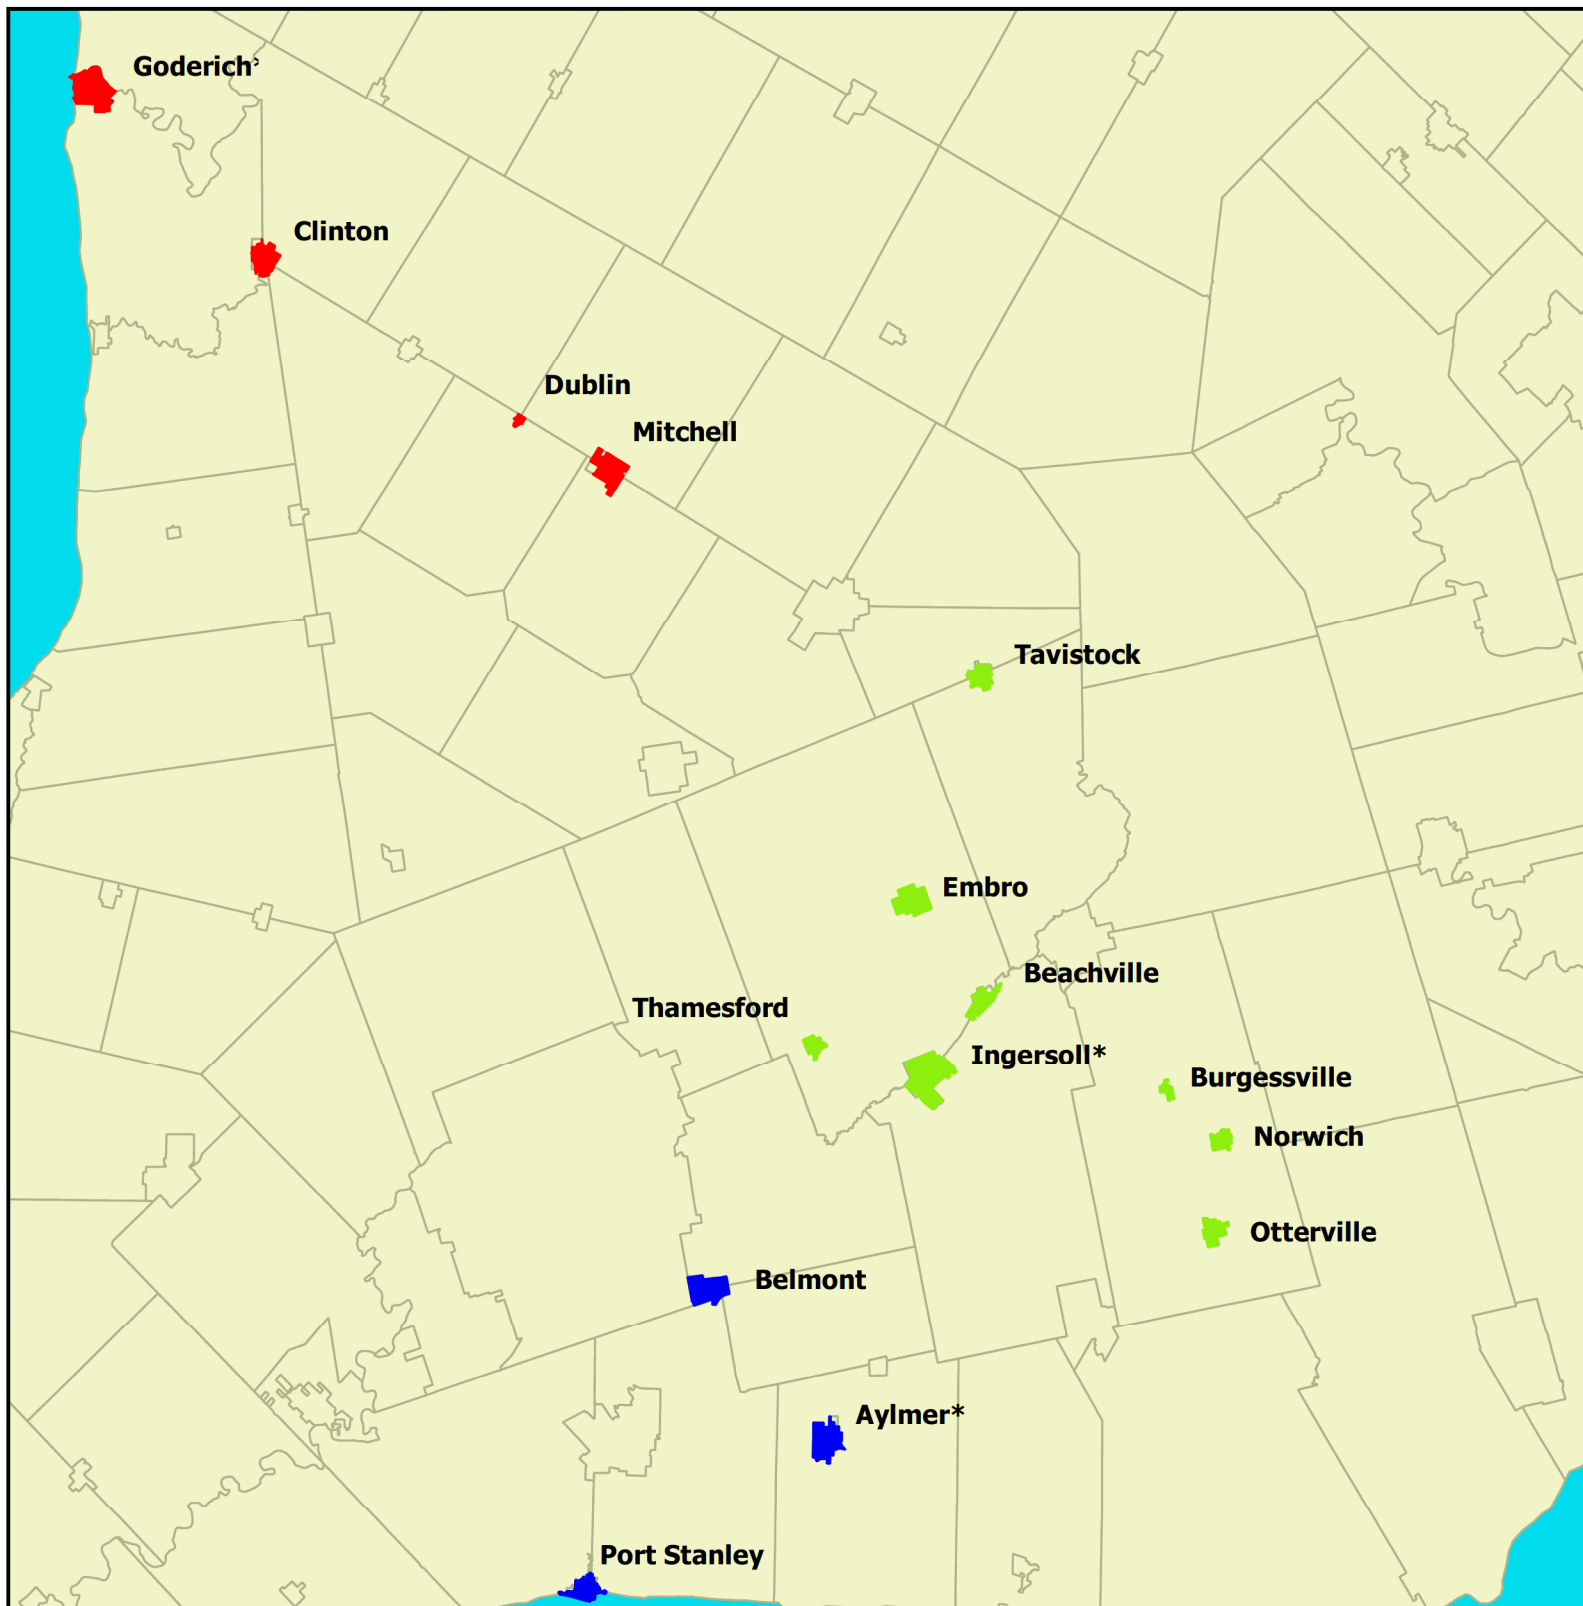 Goderich*
Clinton
Dublin
Mitchell
Tavistock
Embro
Beachville
Thamesford
Ingersoll*
Burgessville
Norwich
Otterville
Belmont
Aylmer*
Port Stanley